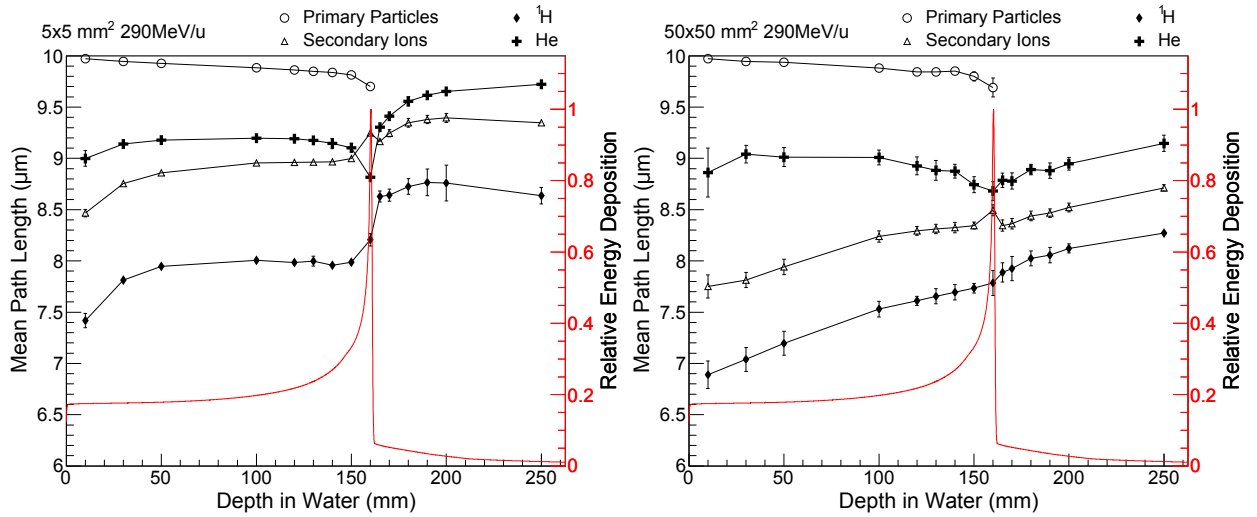 5x5 mm² 290MeV/u
Primary Particles
Secondary Ions
¹H
He
Mean Path Length (µm)
10
9.5
9
8.5
8
7.5
7
6.5
6
Relative Energy Deposition
1
0.8
0.6
0.4
0.2
0
0 50 100 150 200 250
Depth in Water (mm)
50x50 mm² 290MeV/u
Primary Particles
Secondary Ions
¹H
He
Mean Path Length (µm)
10
9.5
9
8.5
8
7.5
7
6.5
6
Relative Energy Deposition
1
0.8
0.6
0.4
0.2
0
0 50 100 150 200 250
Depth in Water (mm)